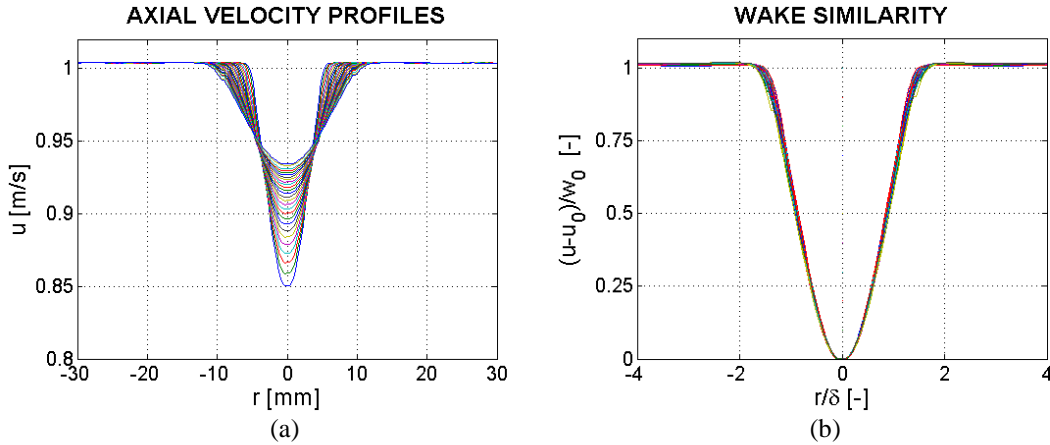 AXIAL VELOCITY PROFILES
1
0.95
0.9
0.85
0.8
u [m/s]
-30
-20
-10
0
10
20
30
r [mm]
(a)
WAKE SIMILARITY
1
0.75
0.5
0.25
0
(u-u₀)/w₀ [-]
-4
-2
0
2
4
r/δ [-]
(b)